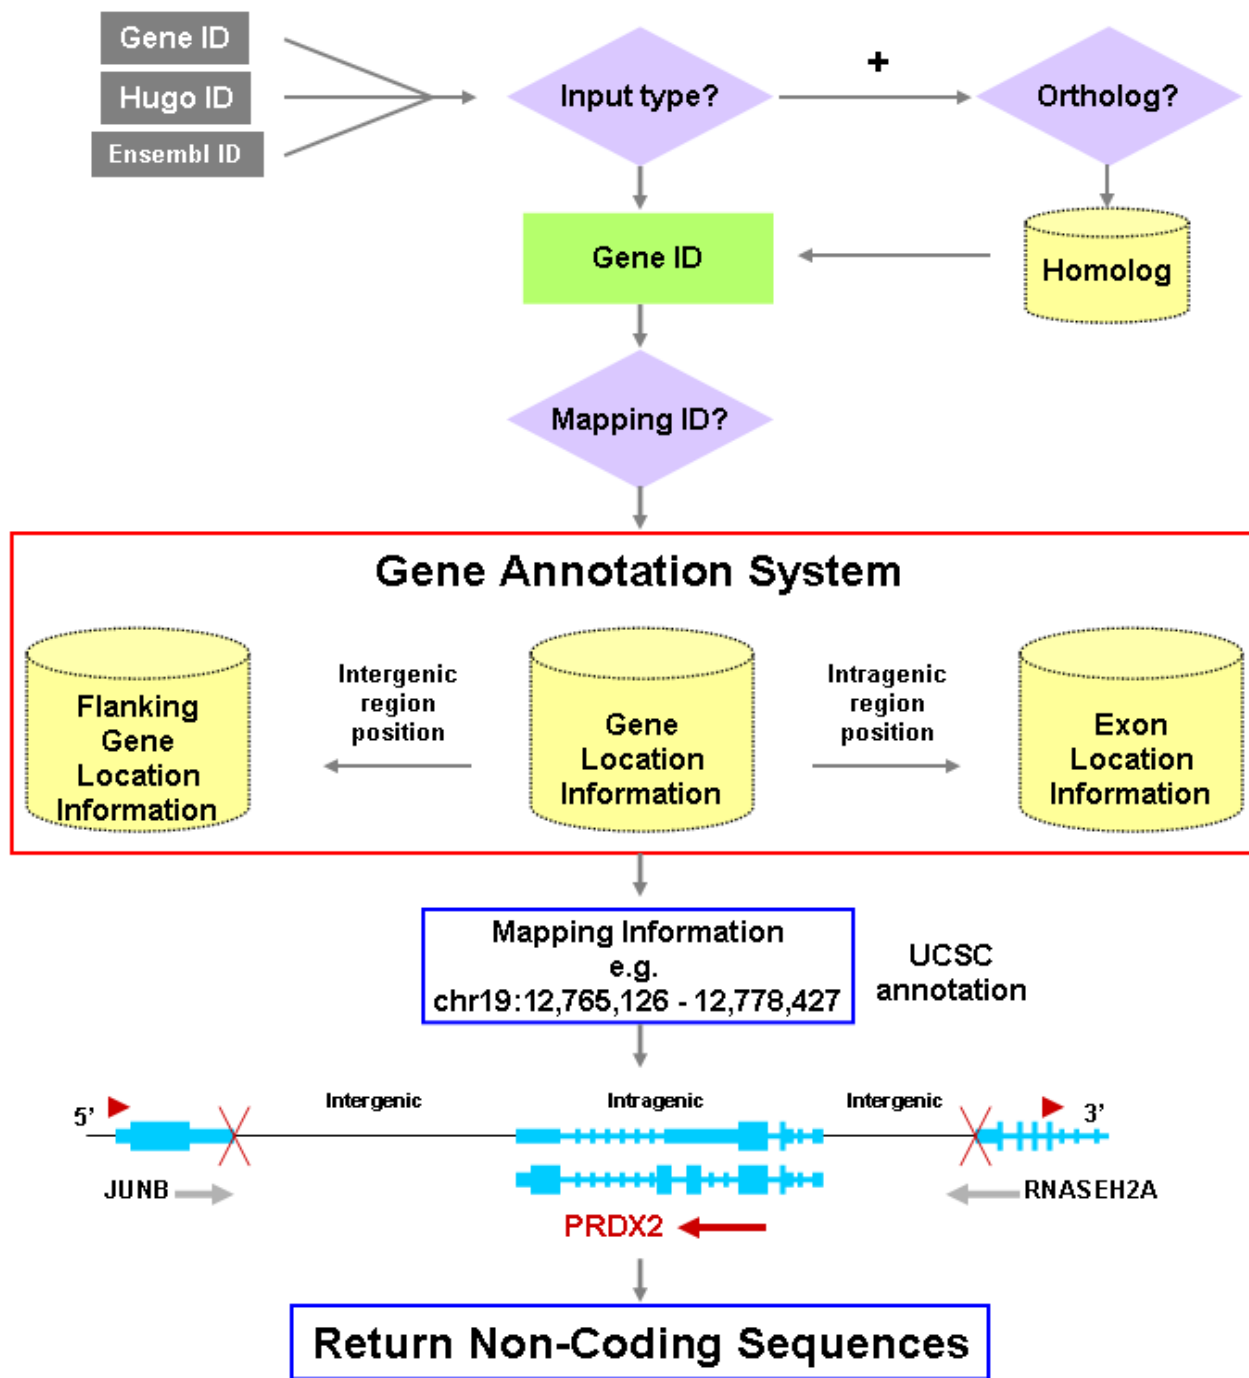 Gene ID
Hugo ID
Ensembl ID
Input type?
+
Ortholog?
Gene ID
Homolog
Mapping ID?
Gene Annotation System
Flanking
Gene
Location
Information
Intergenic
region
position
Gene
Location
Information
Intragenic
region
position
Exon
Location
Information
Mapping Information
e.g.
chr19:12,765,126 - 12,778,427
UCSC
annotation
5’
Intergenic
Intragenic
Intergenic
3’
JUNB
RNASEH2A
PRDX2
Return Non-Coding Sequences